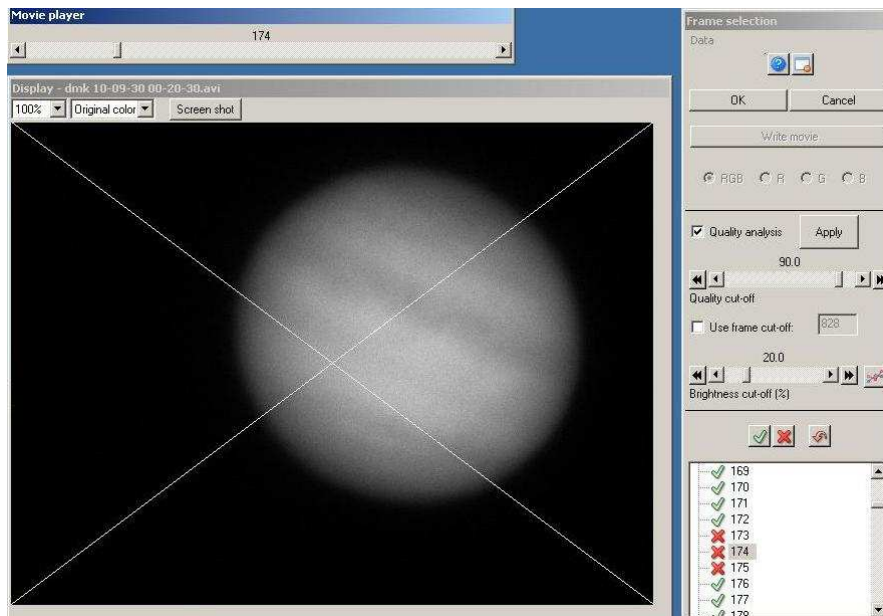 Movie player
174
Display - dmk 10-09-30 00-20-30.avi
100% Original color Screen shot
Frame selection
Data
OK Cancel
Write movie
RGB R G B
Quality analysis Apply
90.0
Quality cut-off
Use frame cut-off: 828
20.0
Brightness cut-off (%)
169
170
171
172
173
174
175
176
177
178